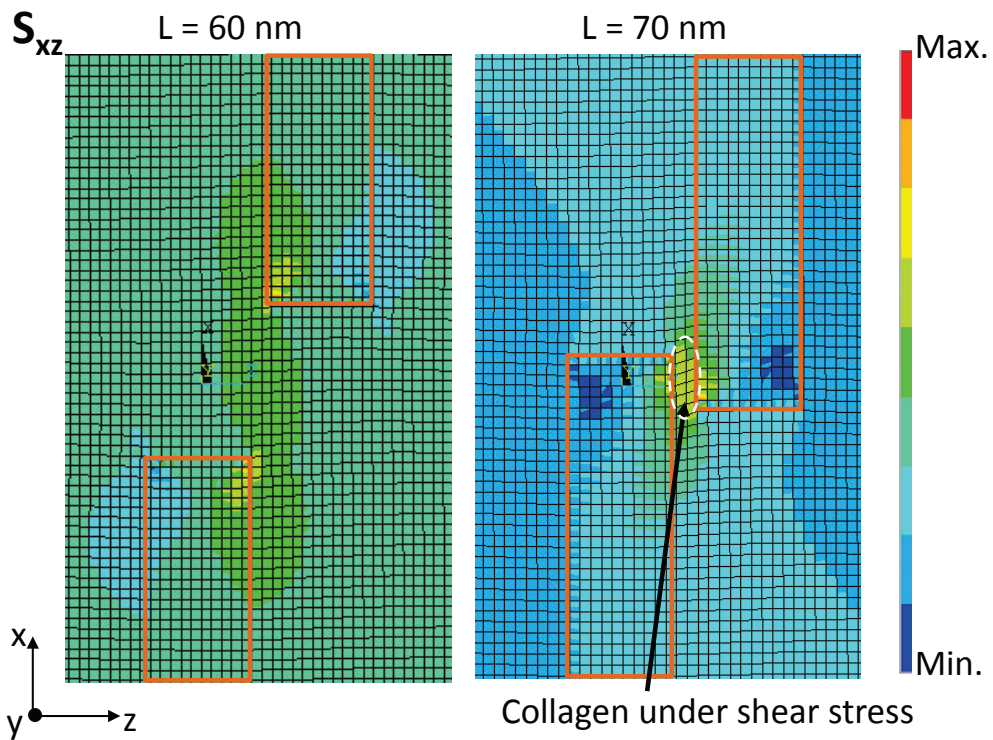 Sxz
L = 60 nm
L = 70 nm
Max.
X
Y
Z
X
Y
x
y
z
Min.
Collagen under shear stress